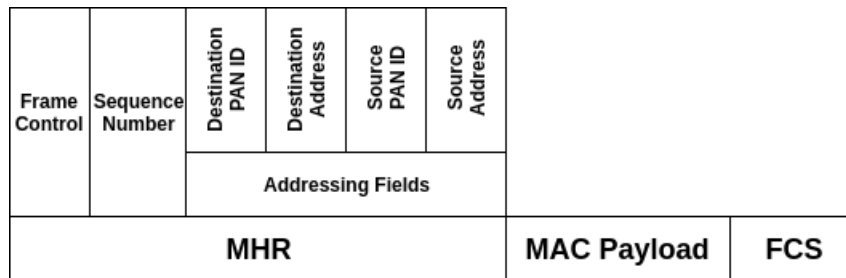 Frame
Control
Sequence
Number
Destination
PAN ID
Destination
Address
Source
PAN ID
Source
Address
Addressing Fields
MHR
MAC Payload
FCS